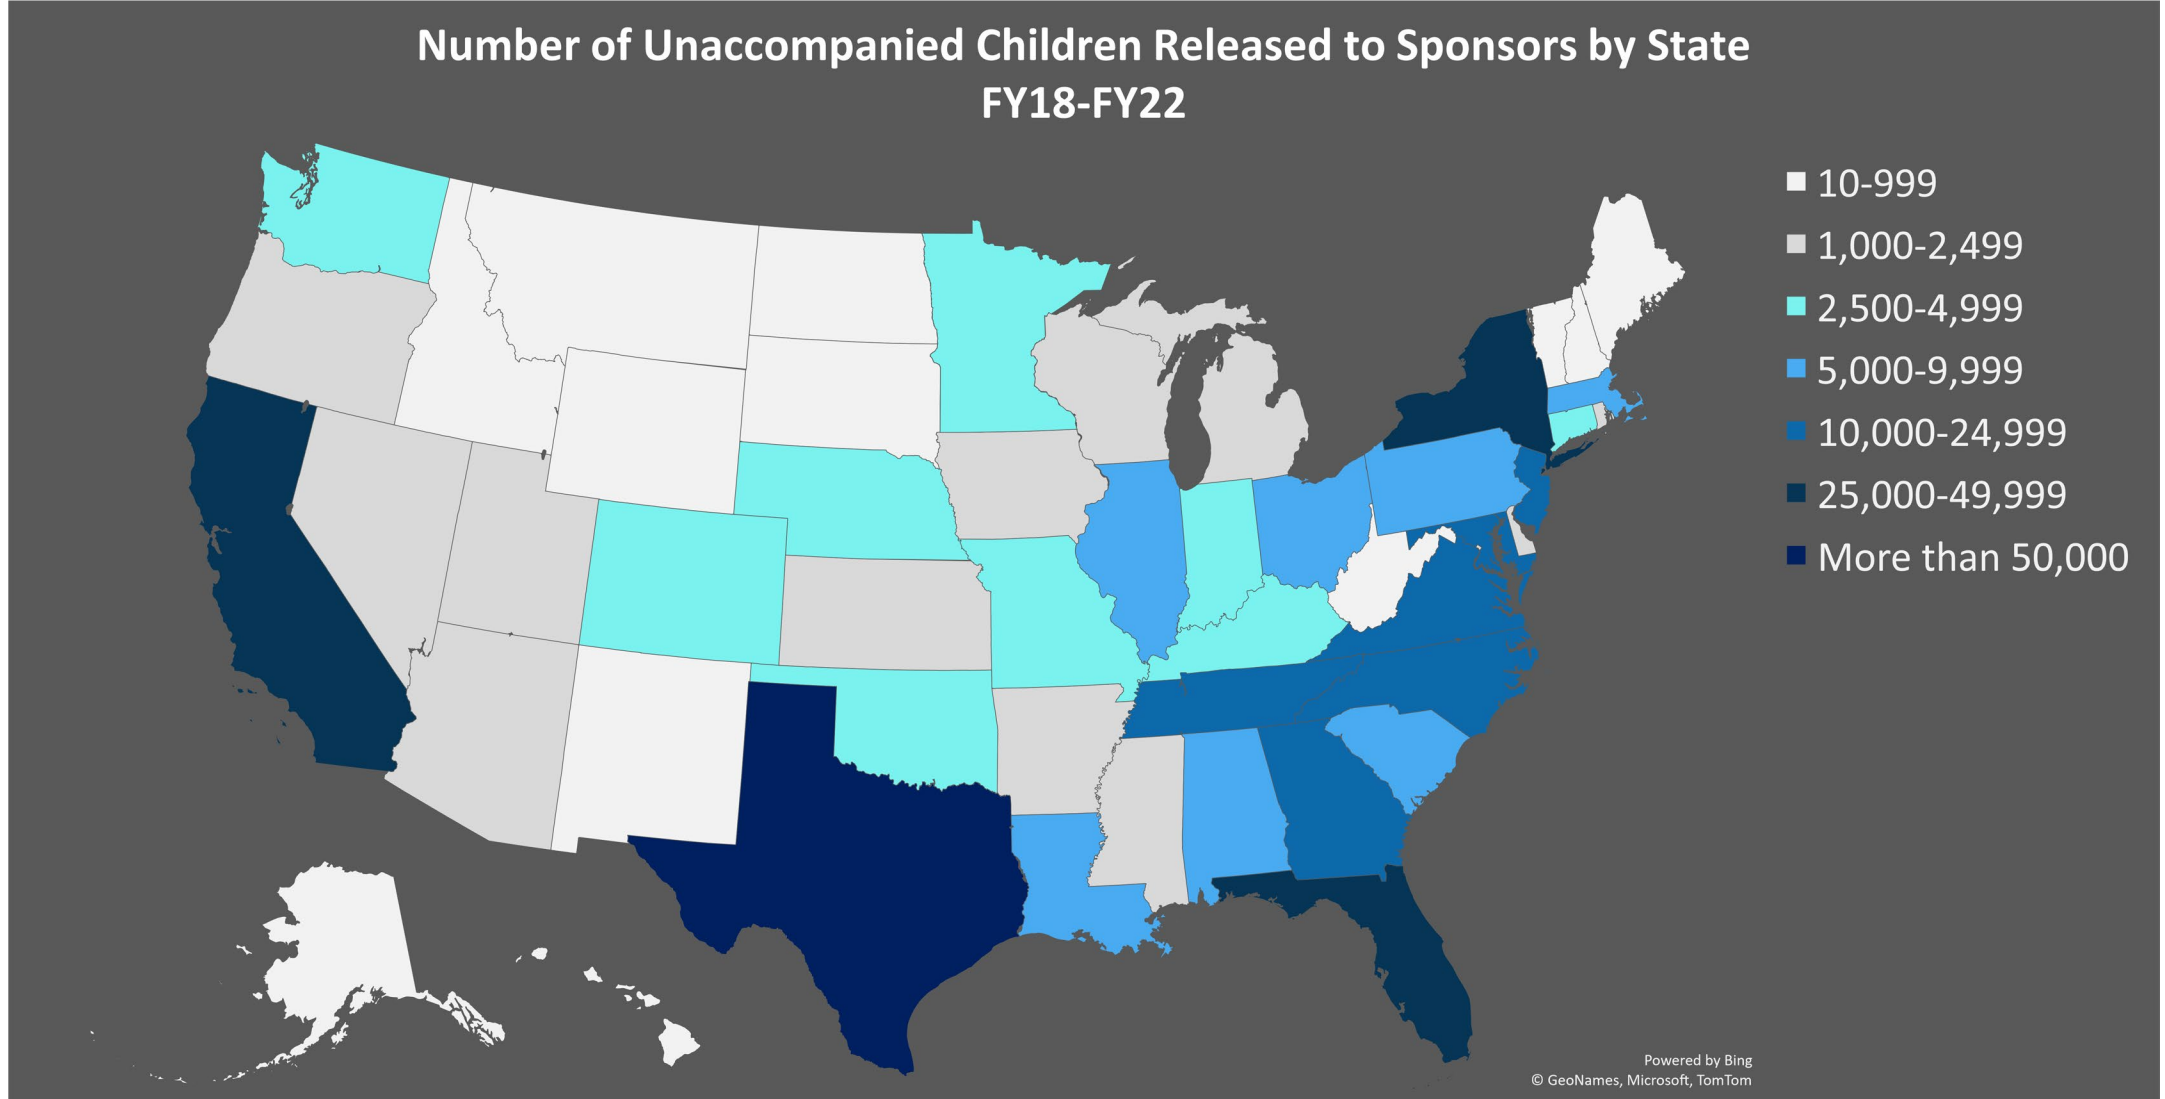 Number of Unaccompanied Children Released to Sponsors by State
FY18-FY22
10-999
1,000-2,499
2,500-4,999
5,000-9,999
10,000-24,999
25,000-49,999
More than 50,000
Powered by Bing
© GeoNames, Microsoft, TomTom